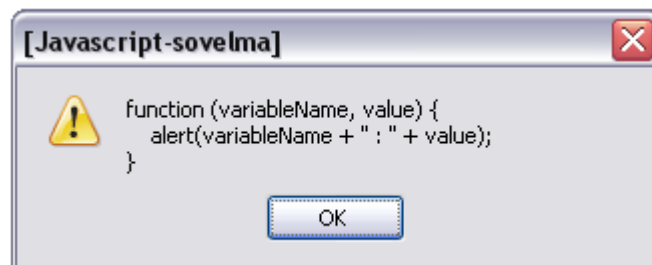 [Javascript-sovelma]
function (variableName, value) {
    alert(variableName + " : " + value);
}
OK